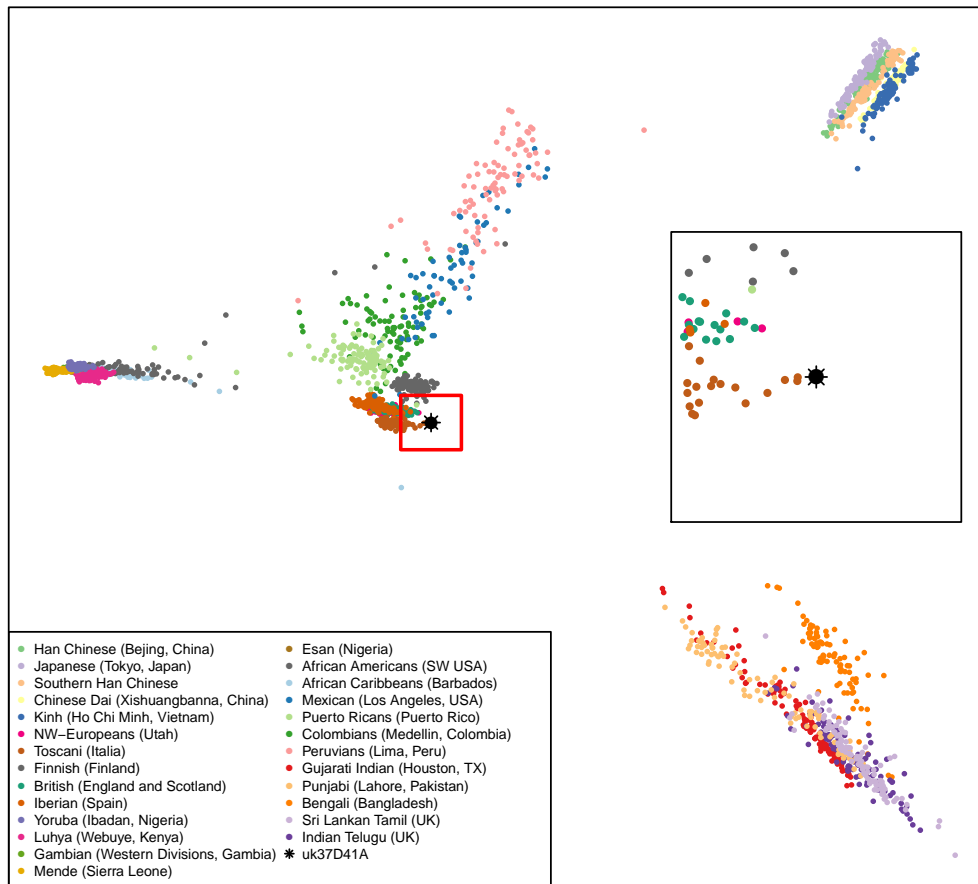 Han Chinese (Bejing, China)
Japanese (Tokyo, Japan)
Southern Han Chinese
Chinese Dai (Xishuangbanna, China)
Kinh (Ho Chi Minh, Vietnam)
NW−Europeans (Utah)
Toscani (Italia)
Finnish (Finland)
British (England and Scotland)
Iberian (Spain)
Yoruba (Ibadan, Nigeria)
Luhya (Webuye, Kenya)
Gambian (Western Divisions, Gambia)
Mende (Sierra Leone)
Esan (Nigeria)
African Americans (SW USA)
African Caribbeans (Barbados)
Mexican (Los Angeles, USA)
Puerto Ricans (Puerto Rico)
Colombians (Medellin, Colombia)
Peruvians (Lima, Peru)
Gujarati Indian (Houston, TX)
Punjabi (Lahore, Pakistan)
Bengali (Bangladesh)
Sri Lankan Tamil (UK)
Indian Telugu (UK)
uk37D41A